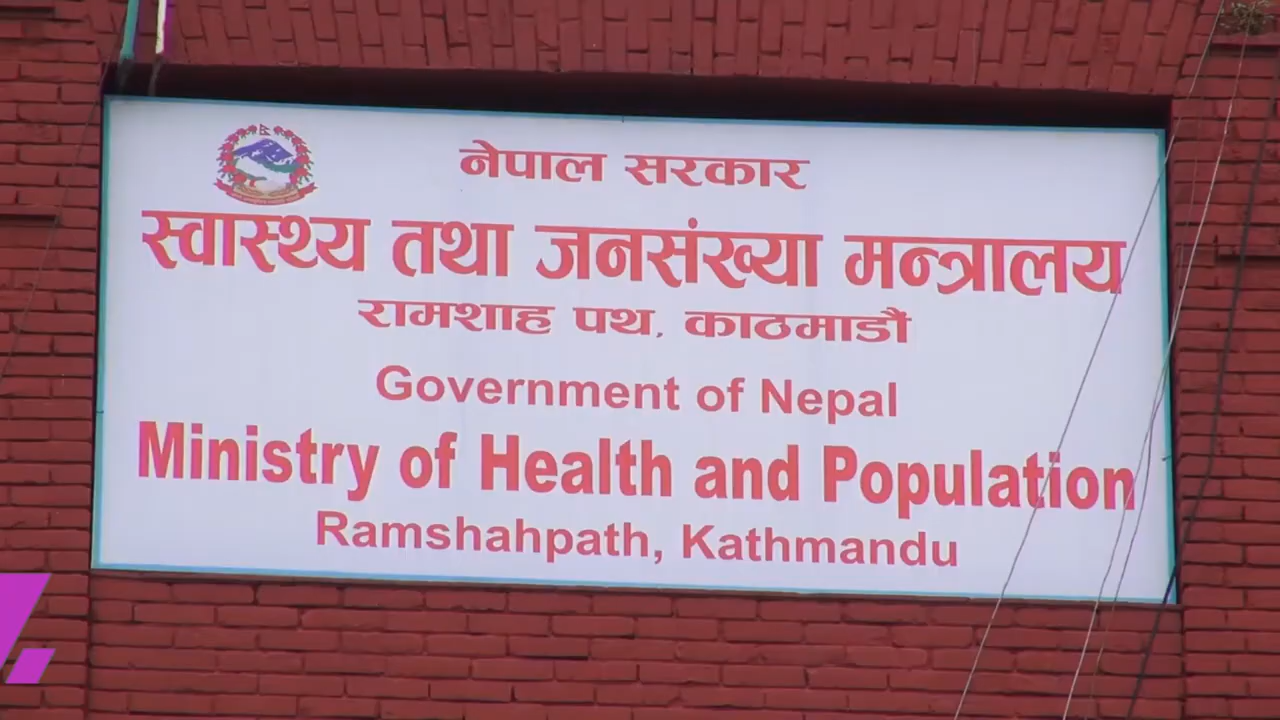 नेपाल सरकार
स्वास्थ्य तथा जनसंख्या मन्त्रालय
रामशाह पथ, काठमाडौं
Government of Nepal
Ministry of Health and Population
Ramshahpath, Kathmandu